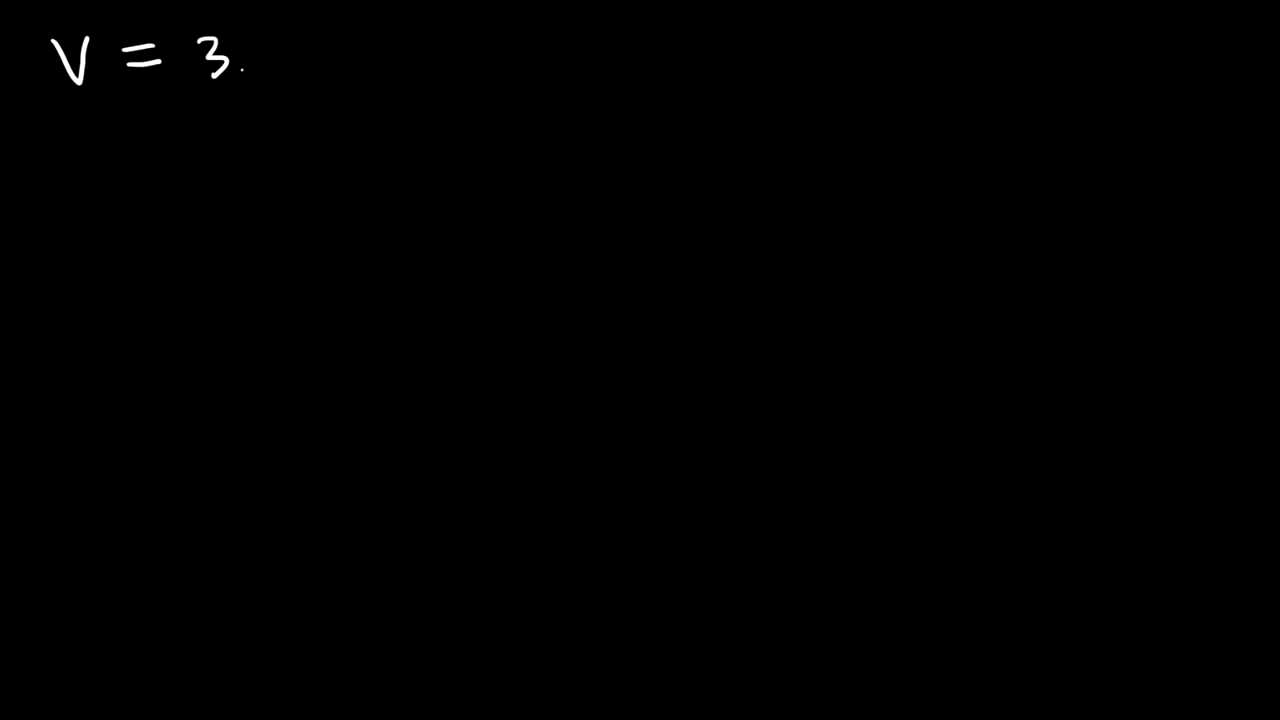 V = 3.